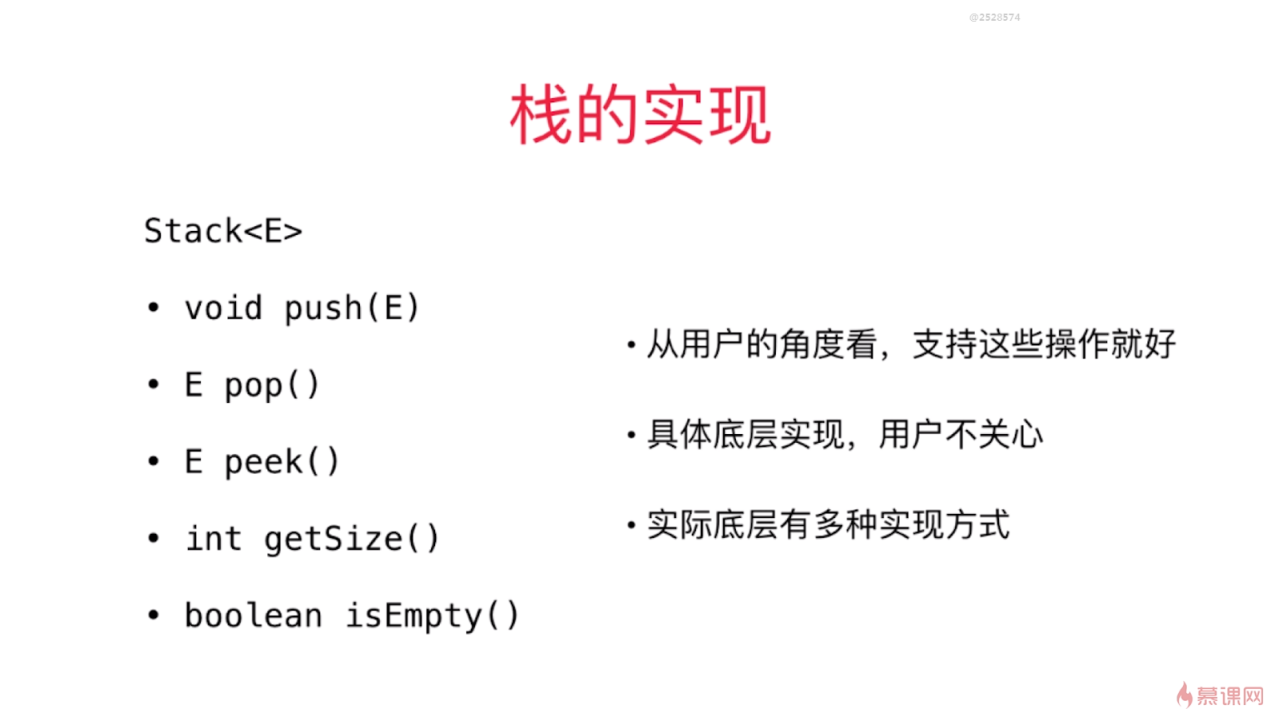 @2528574
栈的实现
Stack<E>
• void push(E)
• E pop()
• E peek()
• int getSize()
• boolean isEmpty()
• 从用户的角度看，支持这些操作就好
• 具体底层实现，用户不关心
• 实际底层有多种实现方式
慕课网